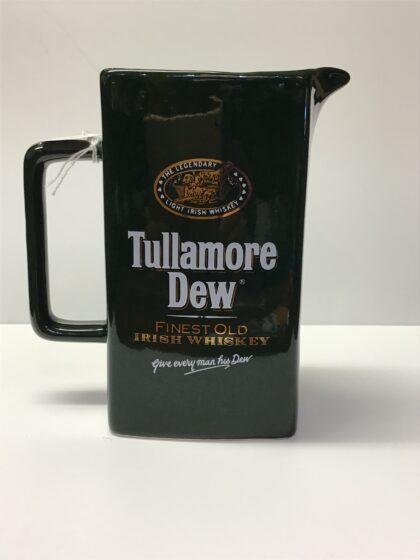 THE LEGENDARY
LIGHT IRISH WHISKEY
Tullamore
Dew®
FINEST OLD
IRISH WHISKEY
Give every man his Dew